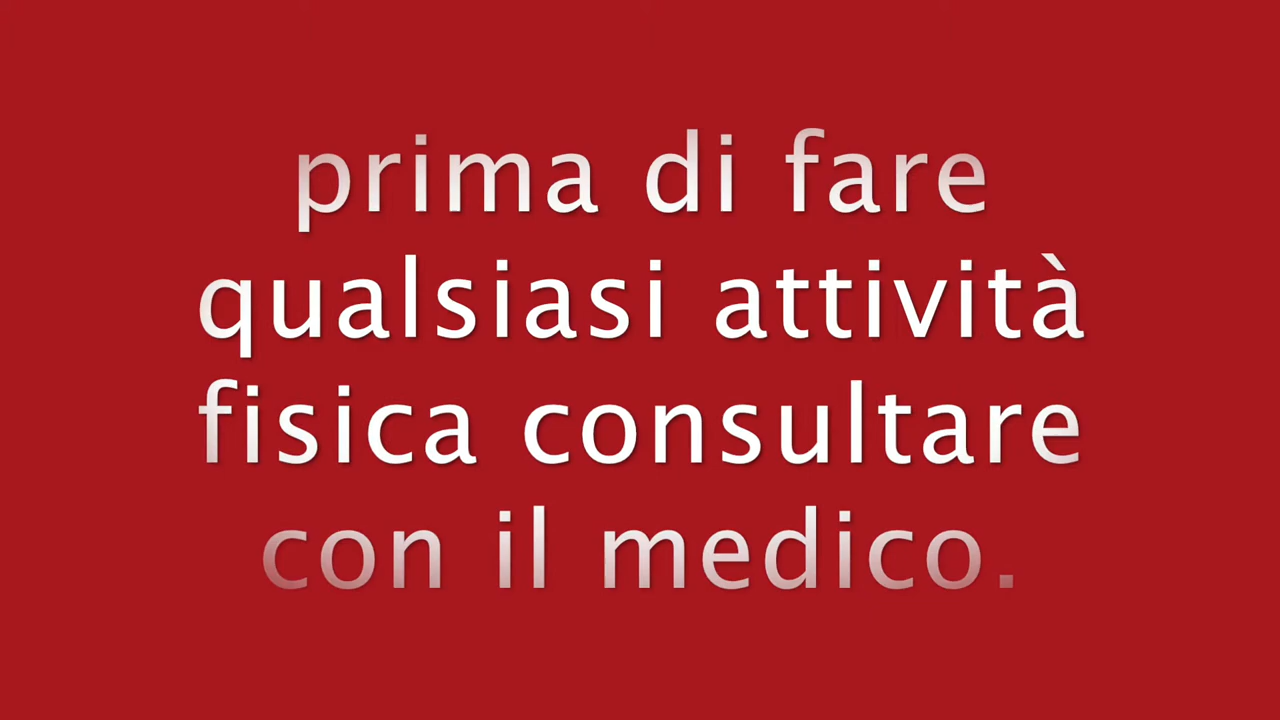 prima di fare
qualsiasi attività
fisica consultare
con il medico.